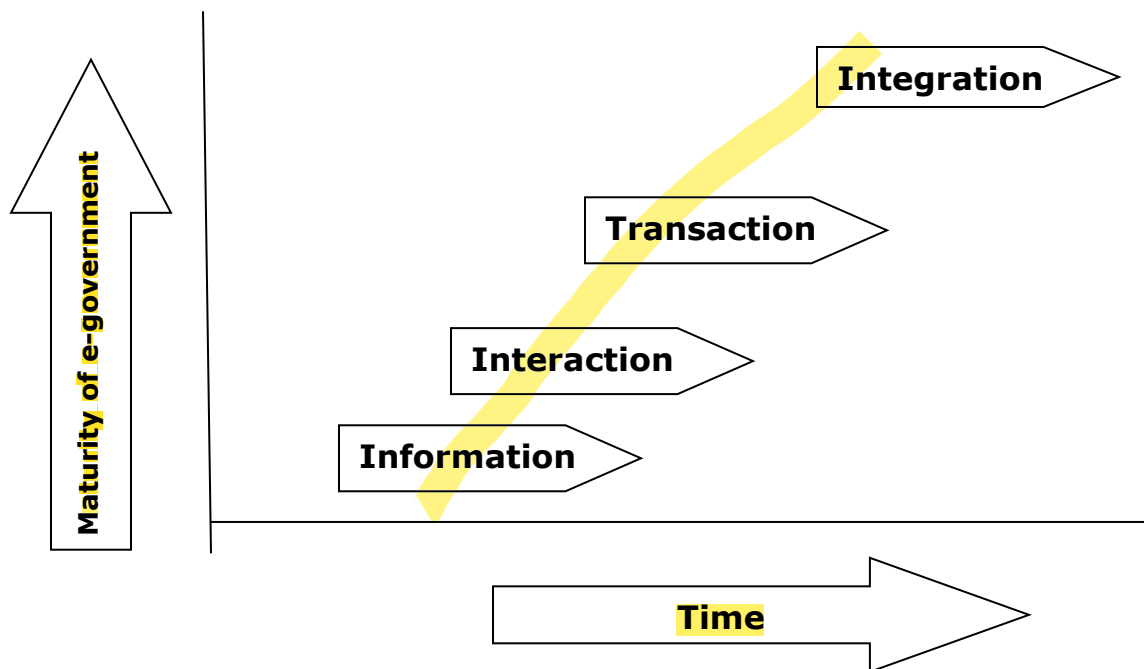 Integration
Transaction
Interaction
Information
Maturity of e-government
Time